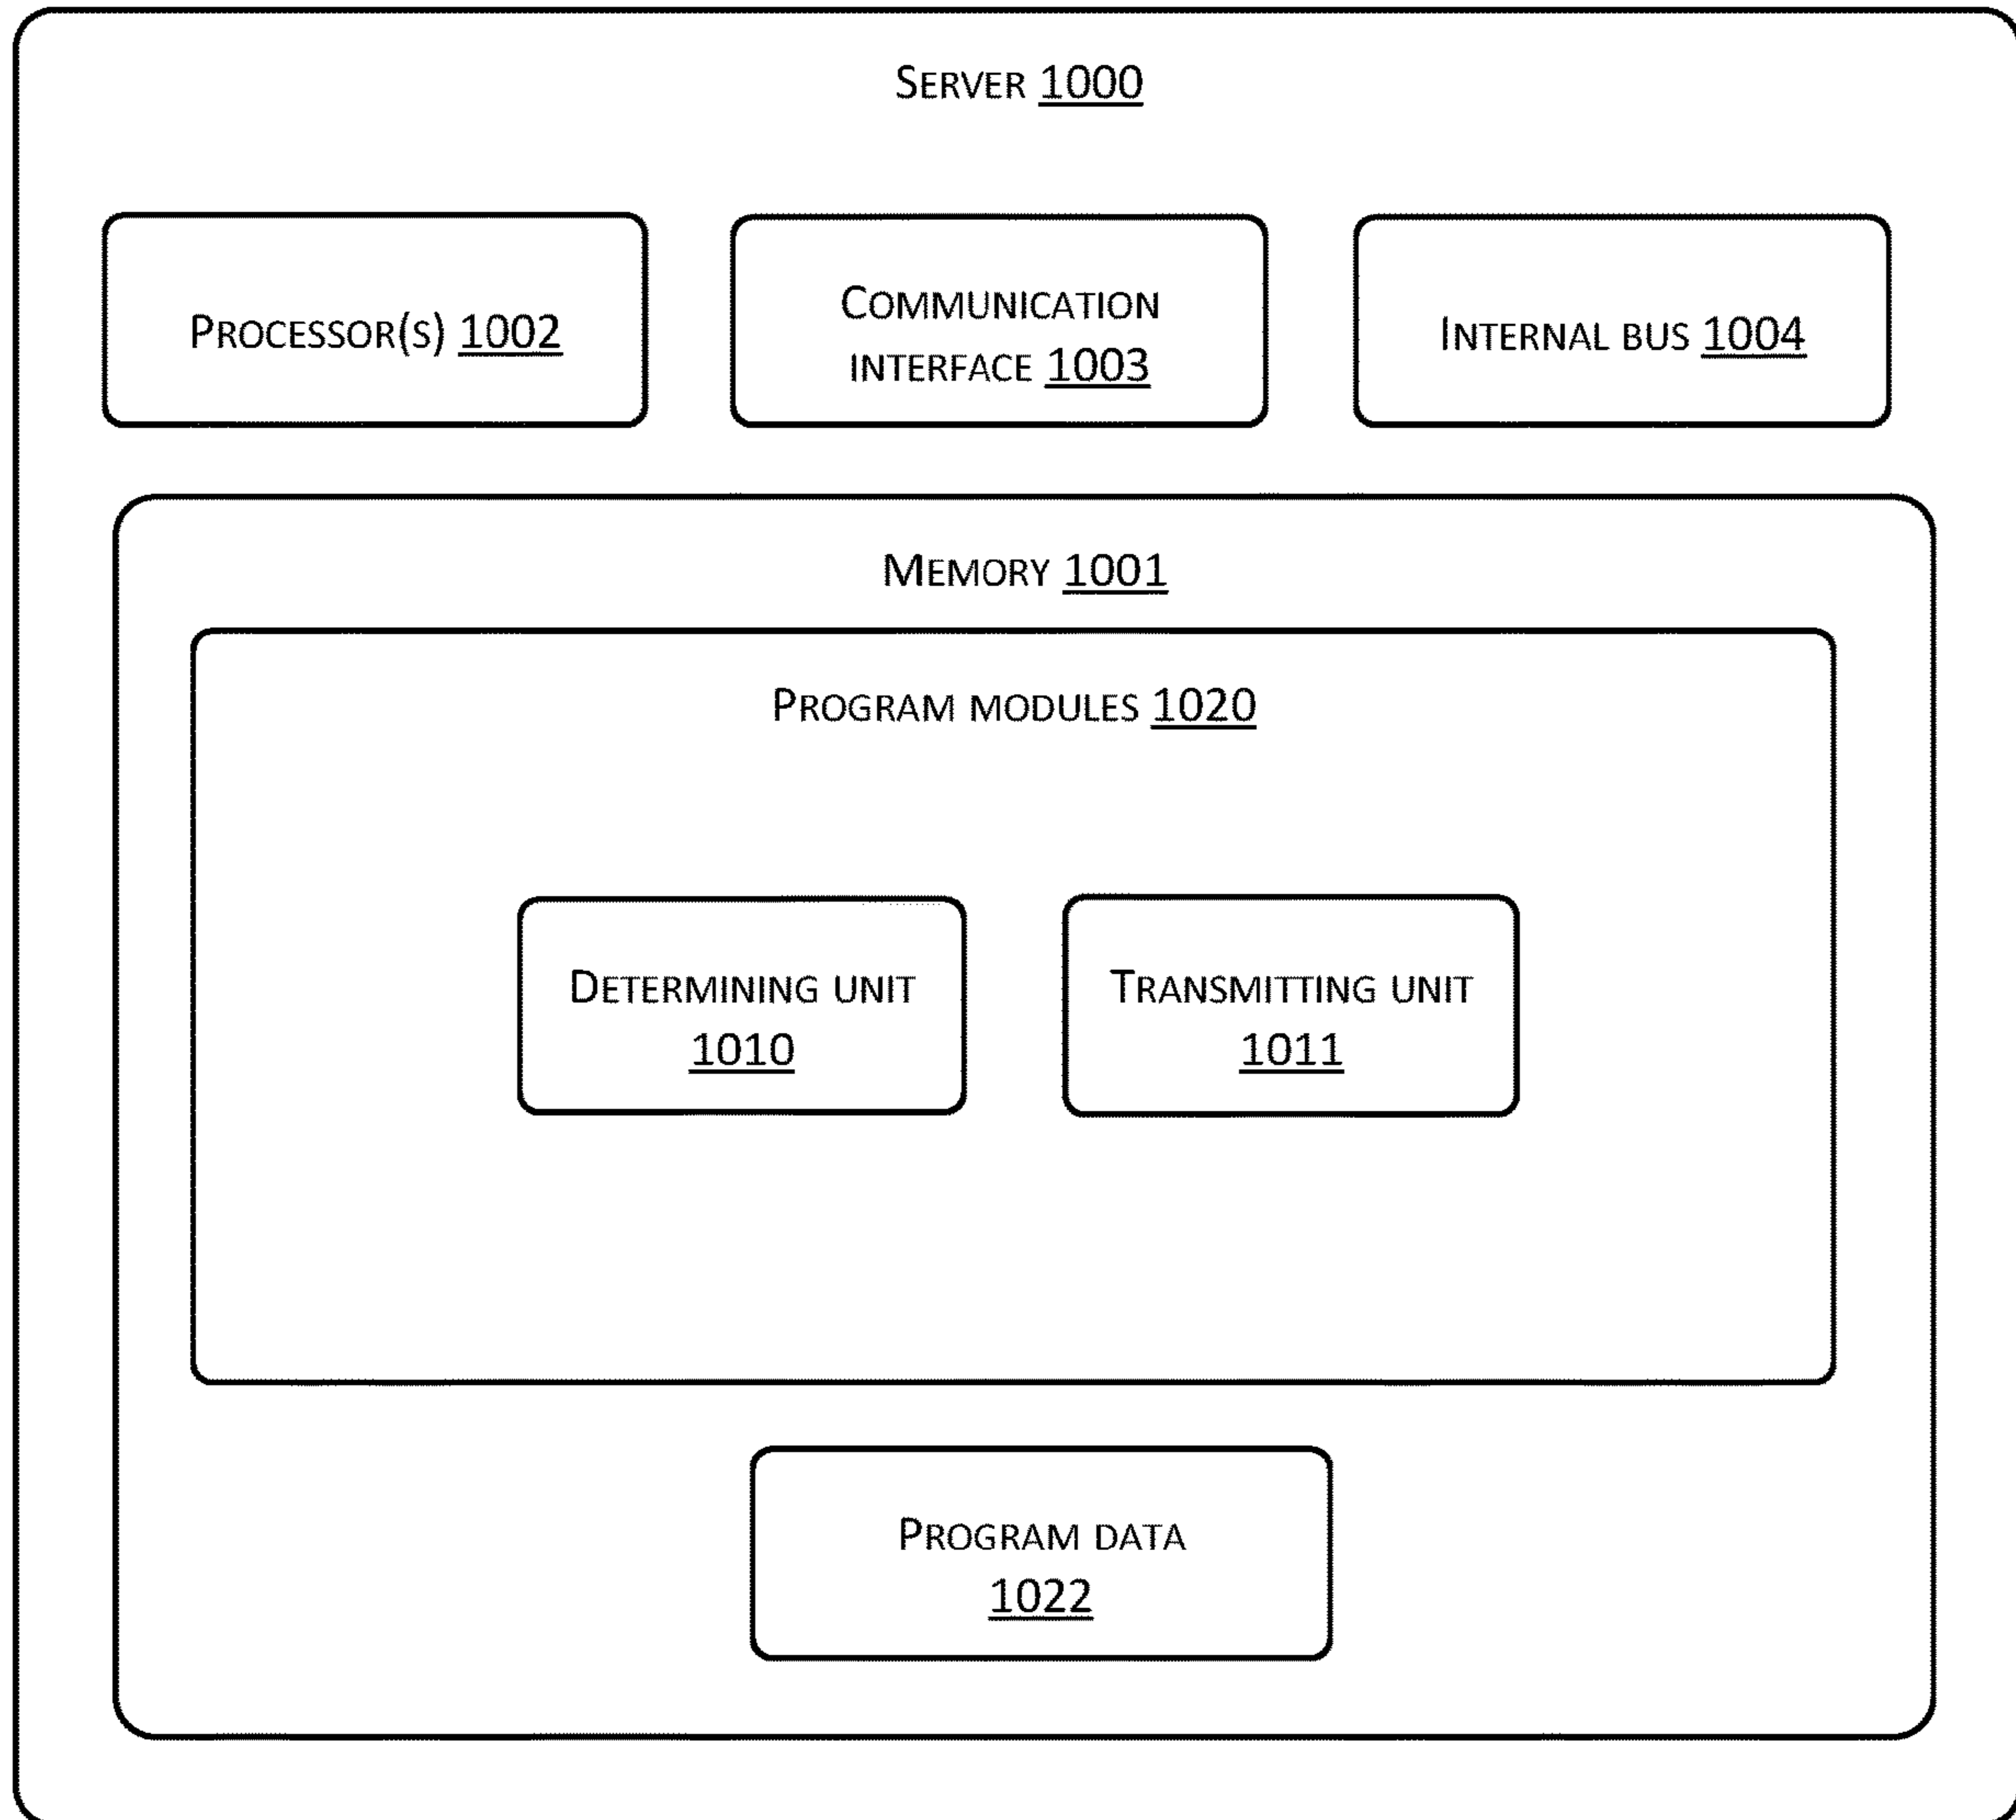 SERVER 1000
PROCESSOR(S) 1002
COMMUNICATION
INTERFACE 1003
INTERNAL BUS 1004
MEMORY 1001
PROGRAM MODULES 1020
DETERMINING UNIT
1010
TRANSMITTING UNIT
1011
PROGRAM DATA
1022